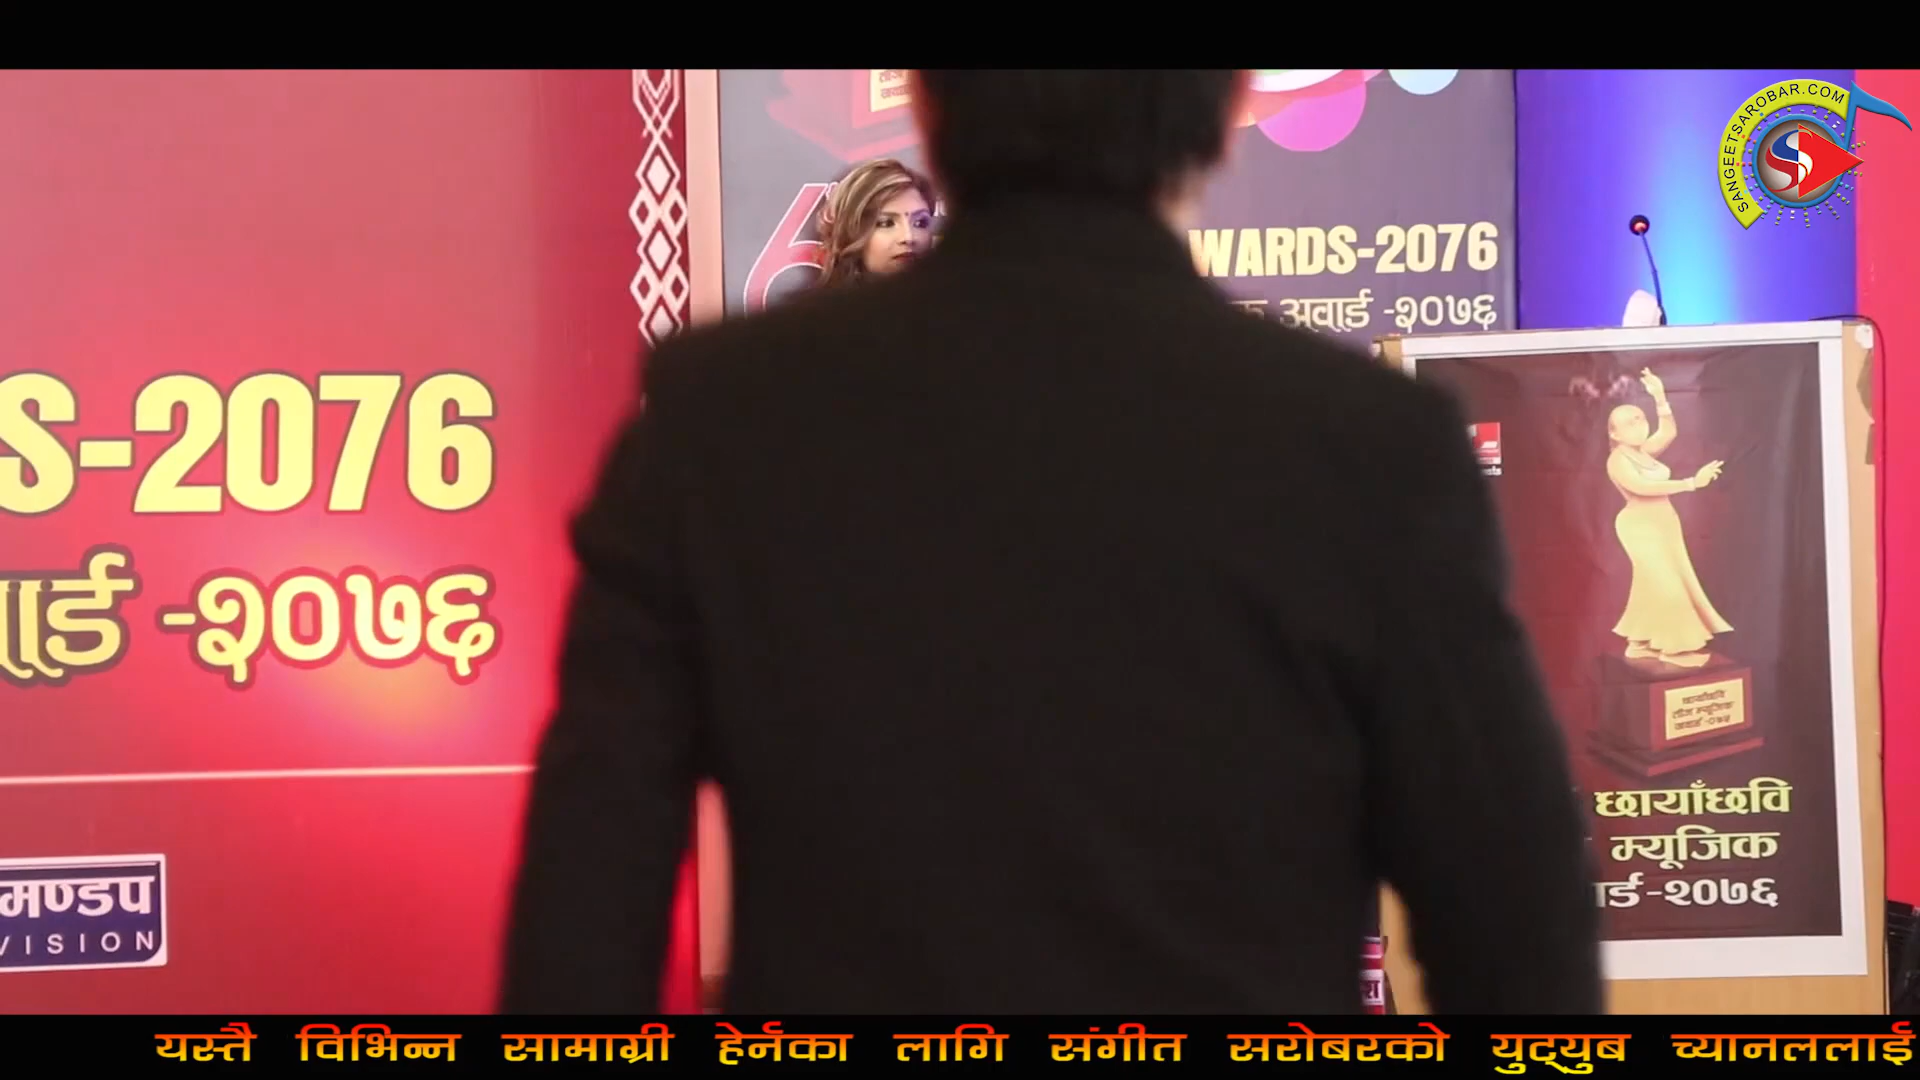 SANGEETSAROBAR.COM
WARDS-2076
अवार्ड -२०७६
S-2076
-२०७६
मण्डप
VISION
छायाँछवि
म्यूजिक
र्ड-२०७६
यस्तै विभिन्न सामाग्री हेर्नका लागि संगीत सरोबरको युट्युब च्यानललाई